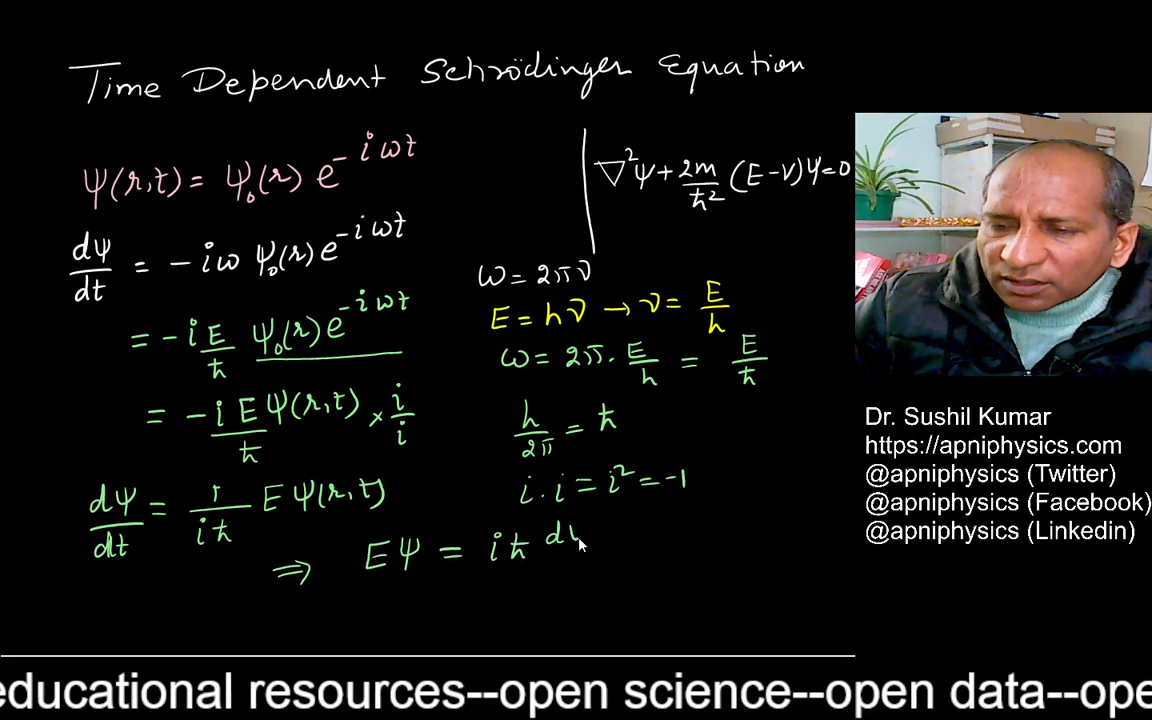 Time Dependent Schrödinger Equation
ψ(r,t) = ψ₀(r) e^{-iωt}
∇²ψ + 2m/ħ² (E-V)ψ = 0
dψ/dt = -iω ψ₀(r) e^{-iωt}
ω = 2πν
E = hν → ν = E/h
= -i E/ħ ψ₀(r) e^{-iωt}
ω = 2π · E/h = E/ħ
= -i E/ħ ψ(r,t) × i/i
h/2π = ħ
i · i = i² = -1
dψ/dt = 1/iħ E ψ(r,t)
⇒ Eψ = iħ d
Dr. Sushil Kumar
https://apniphysics.com
@apniphysics (Twitter)
@apniphysics (Facebook)
@apniphysics (Linkedin)
educational resources--open science--open data--ope